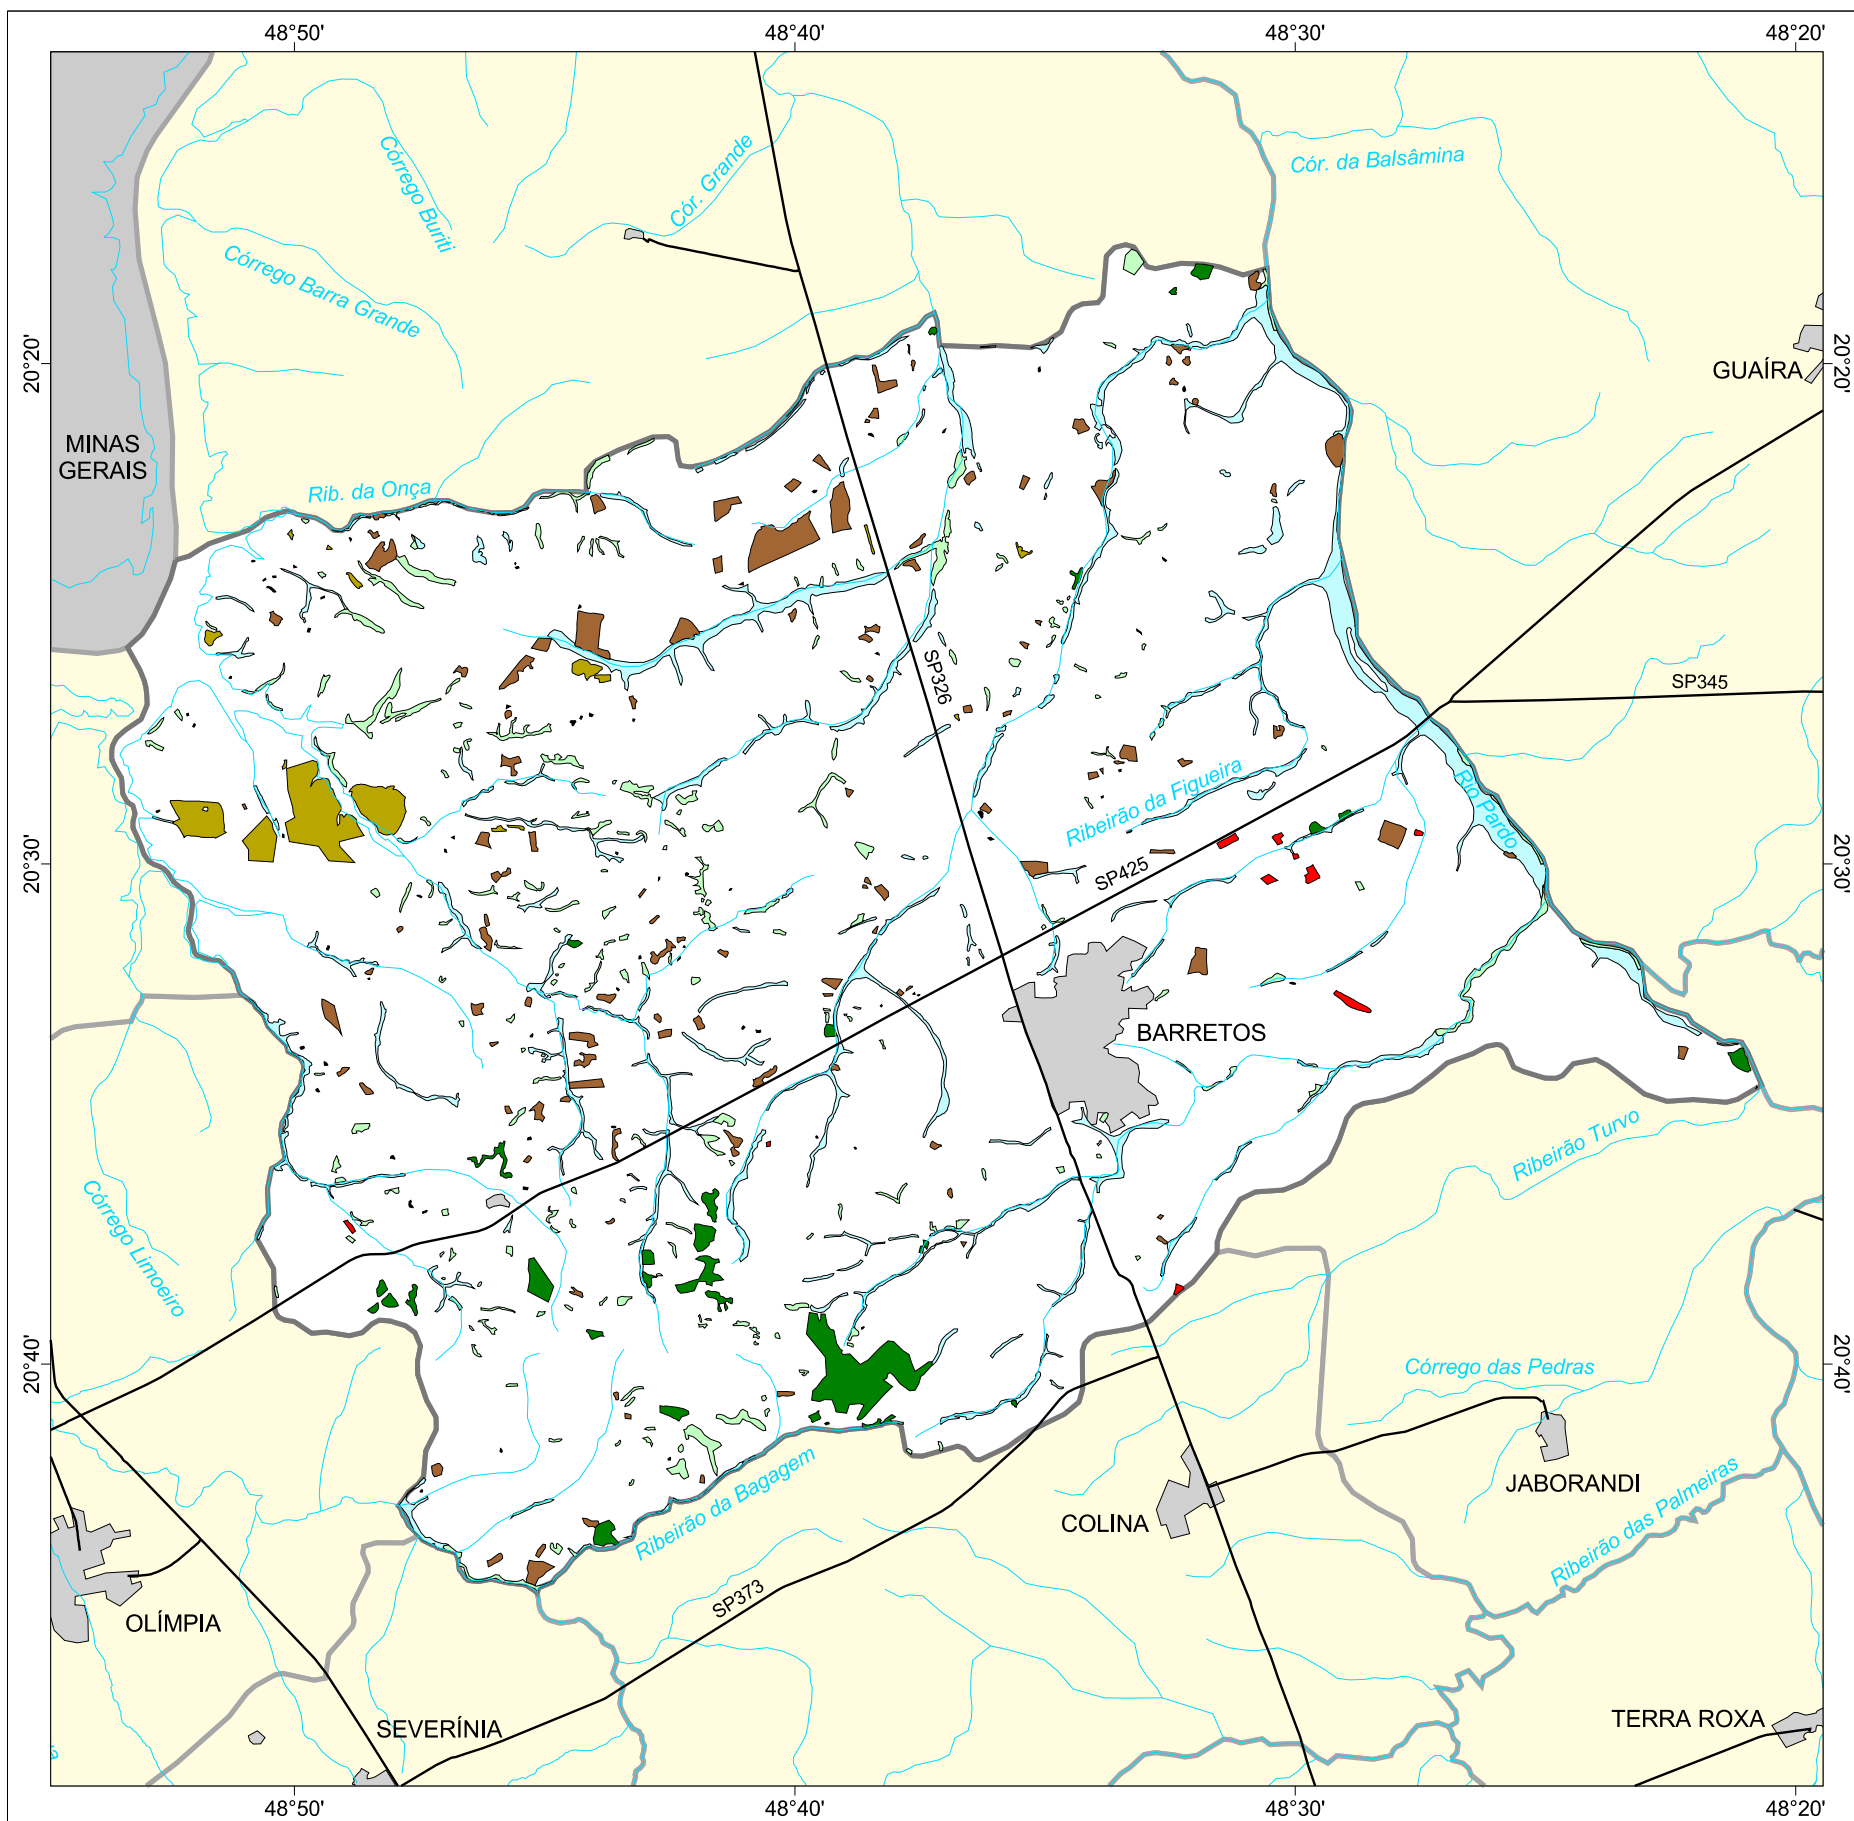 48°50'
48°40'
48°30'
48°20'
Córrego Buriti
Cór. Grande
Cór. da Balsâmina
Córrego Barra Grande
20°20'
20°20'
GUAÍRA
MINAS
GERAIS
Rib. da Onça
SP326
SP345
Ribeirão da Figueira
Rio Pardo
20°30'
20°30'
SP425
BARRETOS
Ribeirão Turvo
Córrego Limoeiro
20°40'
20°40'
Córrego das Pedras
Ribeirão da Bagagem
JABORANDI
COLINA
Ribeirão das Palmeiras
SP373
OLÍMPIA
SEVERÍNIA
TERRA ROXA
48°50'
48°40'
48°30'
48°20'